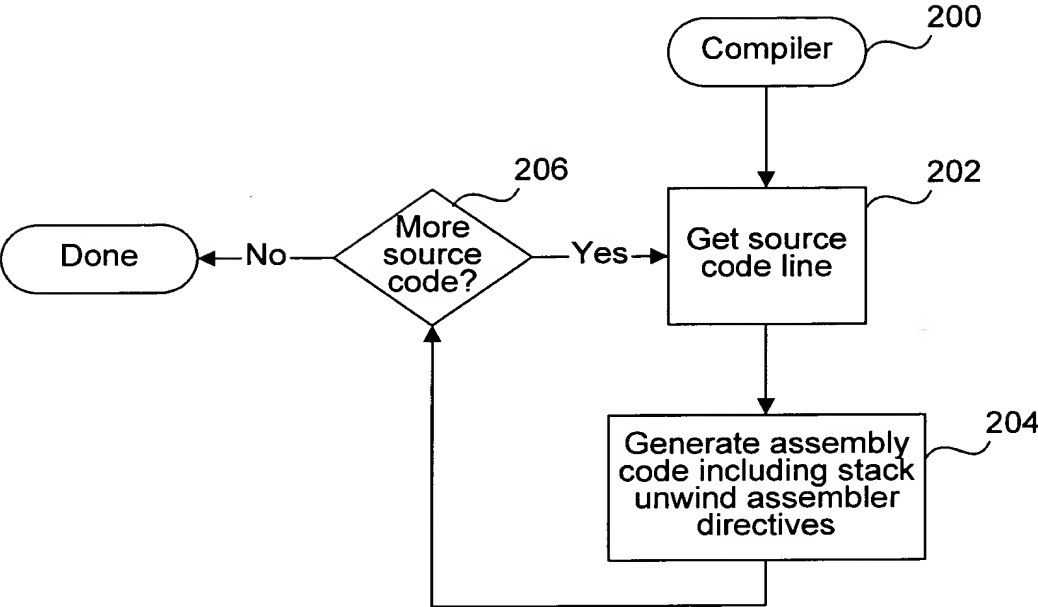 Compiler
200
206
202
More
source
code?
Done
No
Yes
Get source
code line
204
Generate assembly
code including stack
unwind assembler
directives